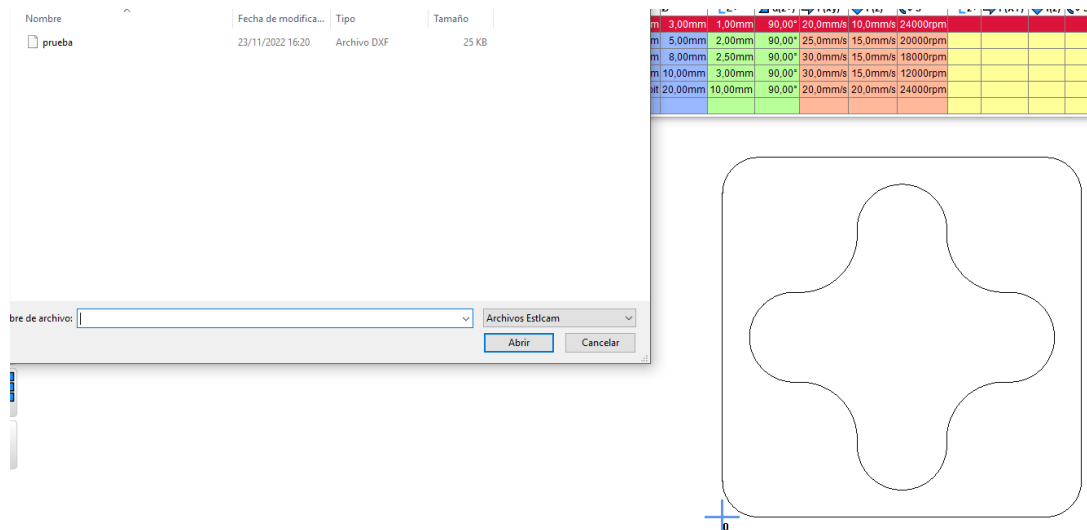 Nombre Fecha de modifica... Tipo Tamaño
prueba 23/11/2022 16:20 Archivo DXF 25 KB
m 3,00mm 1,00mm 90,00° 20,0mm/s 10,0mm/s 24000rpm
m 5,00mm 2,00mm 90,00° 25,0mm/s 15,0mm/s 20000rpm
m 8,00mm 2,50mm 90,00° 30,0mm/s 15,0mm/s 18000rpm
m 10,00mm 3,00mm 90,00° 30,0mm/s 15,0mm/s 12000rpm
bit 20,00mm 10,00mm 90,00° 20,0mm/s 20,0mm/s 24000rpm
bre de archivo: Archivos Estlcam
Abrir Cancelar
0